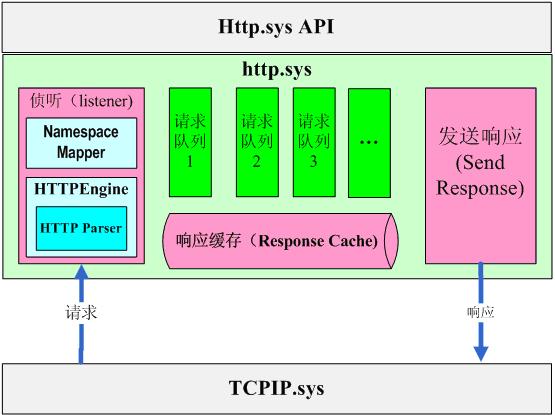 Http.sys API
http.sys
侦听（listener)
Namespace
Mapper
HTTPEngine
HTTP Parser
请求
队列
1
请求
队列
2
请求
队列
3
...
响应缓存（Response Cache)
发送响应
(Send
Response)
请求
响应
TCPIP.sys